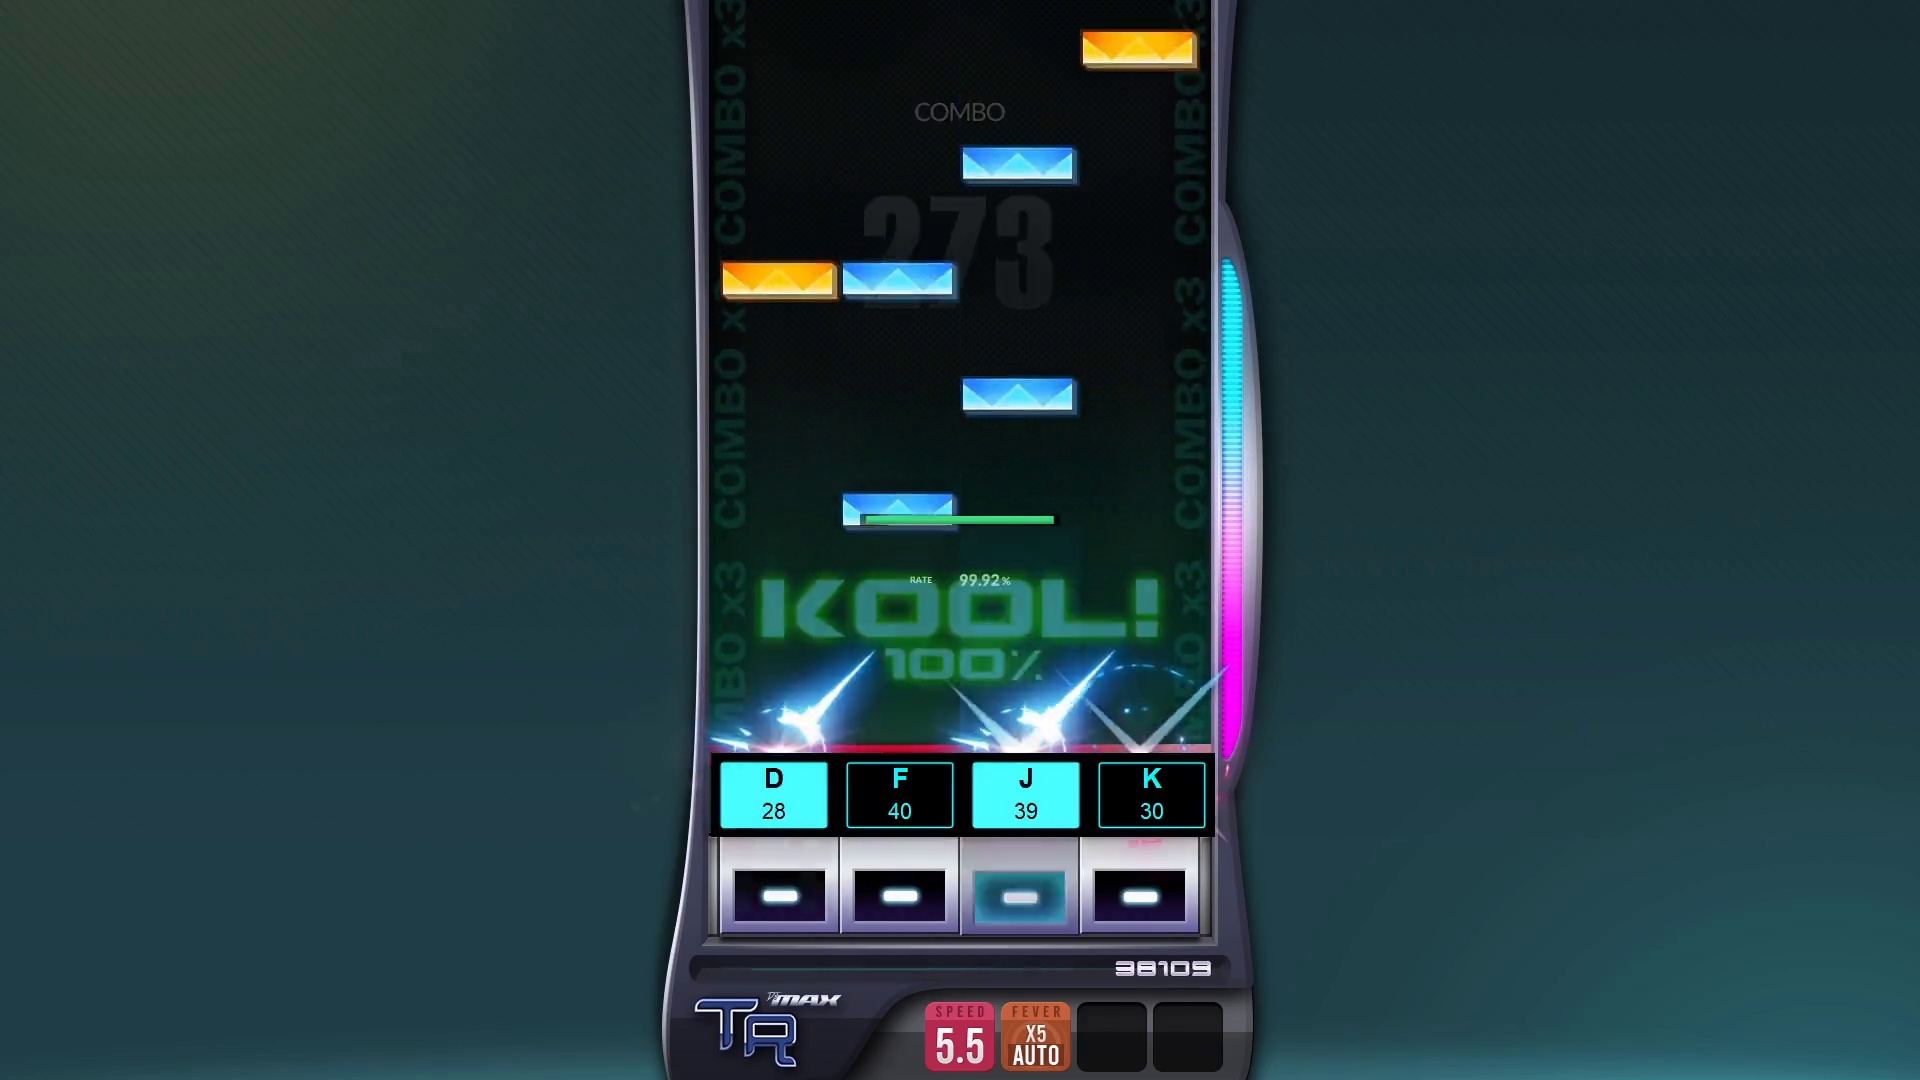 COMBO x3 COMBO x3 COMBO x3
COMBO
273
RATE 99.92%
KOOL!
100%
D F J K
28 40 39 30
38109
DJMAX
TR
SPEED FEVER
5.5 X5
AUTO